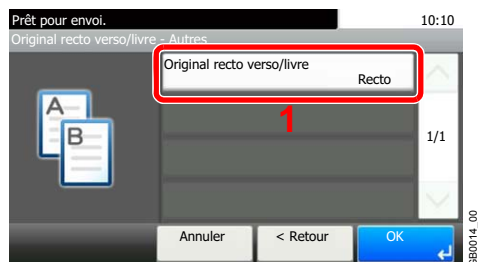 Prêt pour envoi.
10:10
Original recto verso/livre - Autres
Original recto verso/livre
Recto
1
A
B
1/1
Annuler
< Retour
OK
GB0014_00